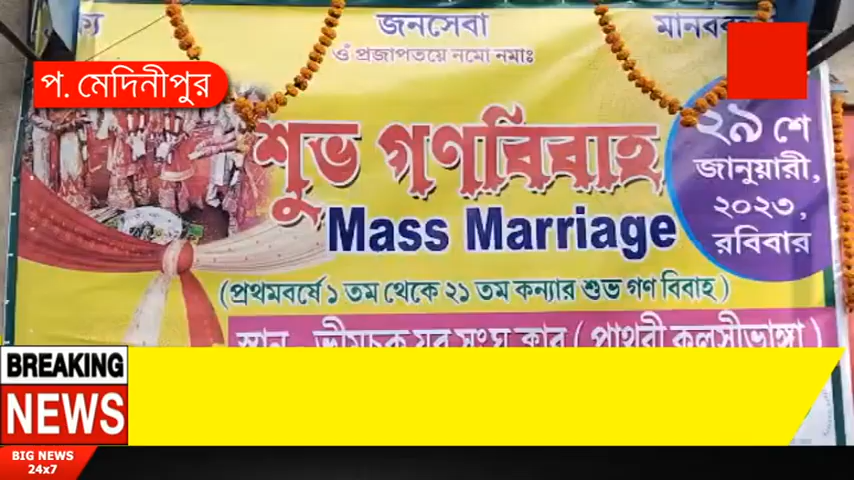 জনসেবা
ওঁ প্রজাপতয়ে নমো নমাঃ
প. মেদিনীপুর
শুভ গণবিবাহ
Mass Marriage
২৯ শে
জানুয়ারী,
২০২৩,
রবিবার
(প্রথমবর্ষে ১ তম থেকে ২১ তম কন্যার শুভ গণ বিবাহ)
BREAKING
NEWS
BIG NEWS
24x7